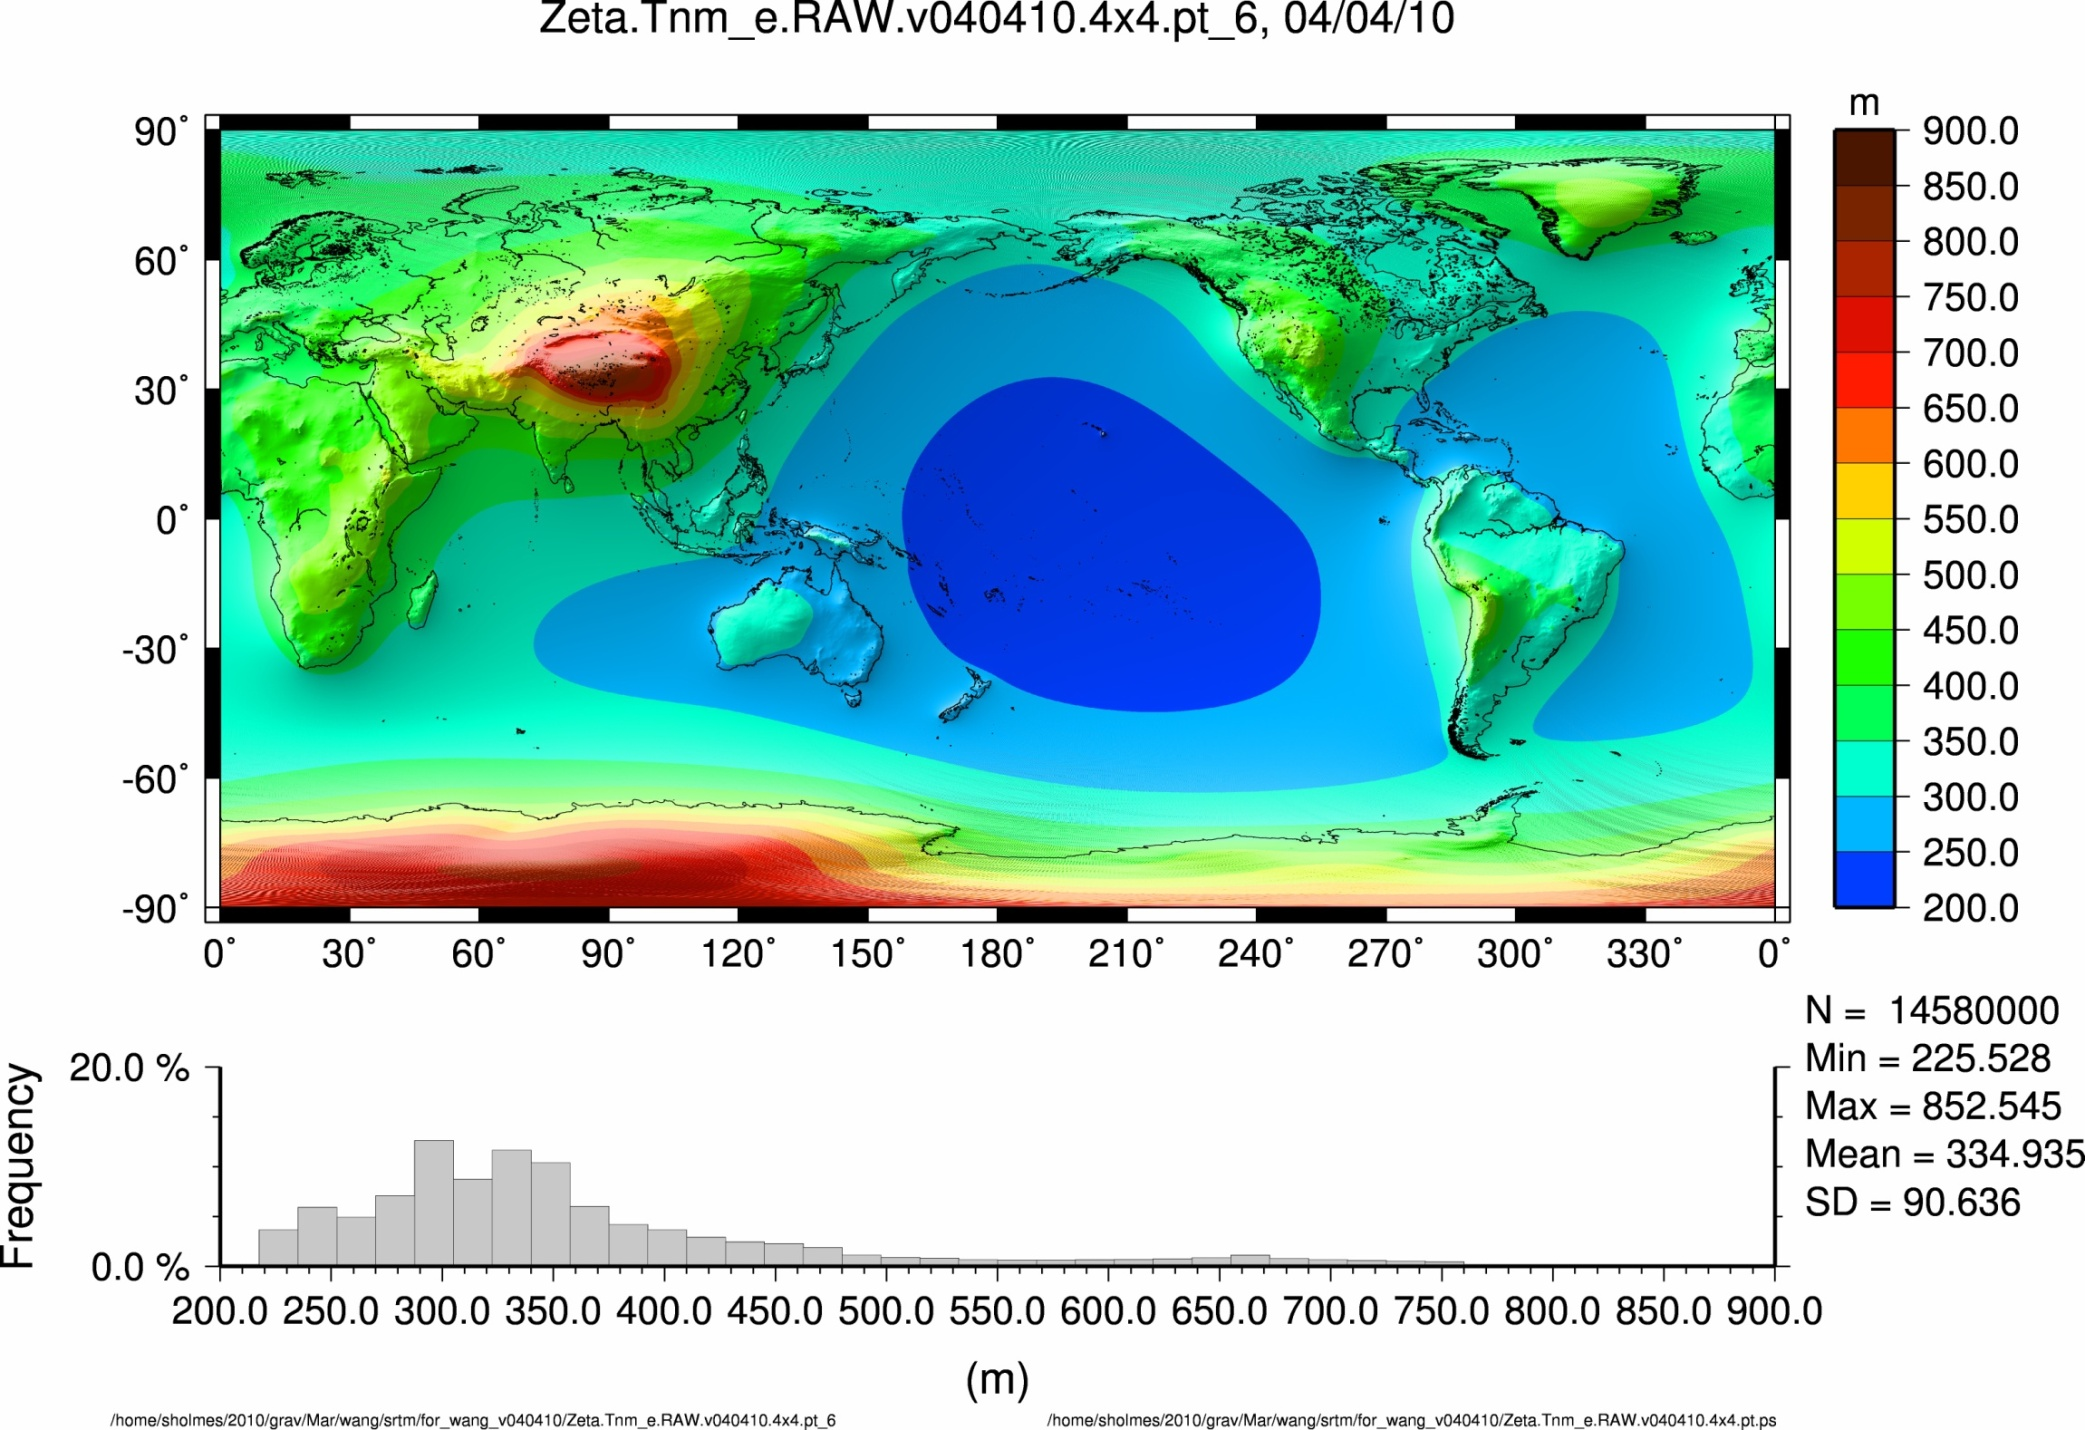 Zeta.Tnm_e.RAW.v040410.4x4.pt_6, 04/04/10
m
90˚
60˚
30˚
0˚
-30˚
-60˚
-90˚
0˚ 30˚ 60˚ 90˚ 120˚ 150˚ 180˚ 210˚ 240˚ 270˚ 300˚ 330˚ 0˚
900.0
850.0
800.0
750.0
700.0
650.0
600.0
550.0
500.0
450.0
400.0
350.0
300.0
250.0
200.0
N = 14580000
Min = 225.528
Max = 852.545
Mean = 334.935
SD = 90.636
Frequency
20.0 %
0.0 %
200.0 250.0 300.0 350.0 400.0 450.0 500.0 550.0 600.0 650.0 700.0 750.0 800.0 850.0 900.0
(m)
/home/sholmes/2010/grav/Mar/wang/srtm/for_wang_v040410/Zeta.Tnm_e.RAW.v040410.4x4.pt_6
/home/sholmes/2010/grav/Mar/wang/srtm/for_wang_v040410/Zeta.Tnm_e.RAW.v040410.4x4.pt.ps